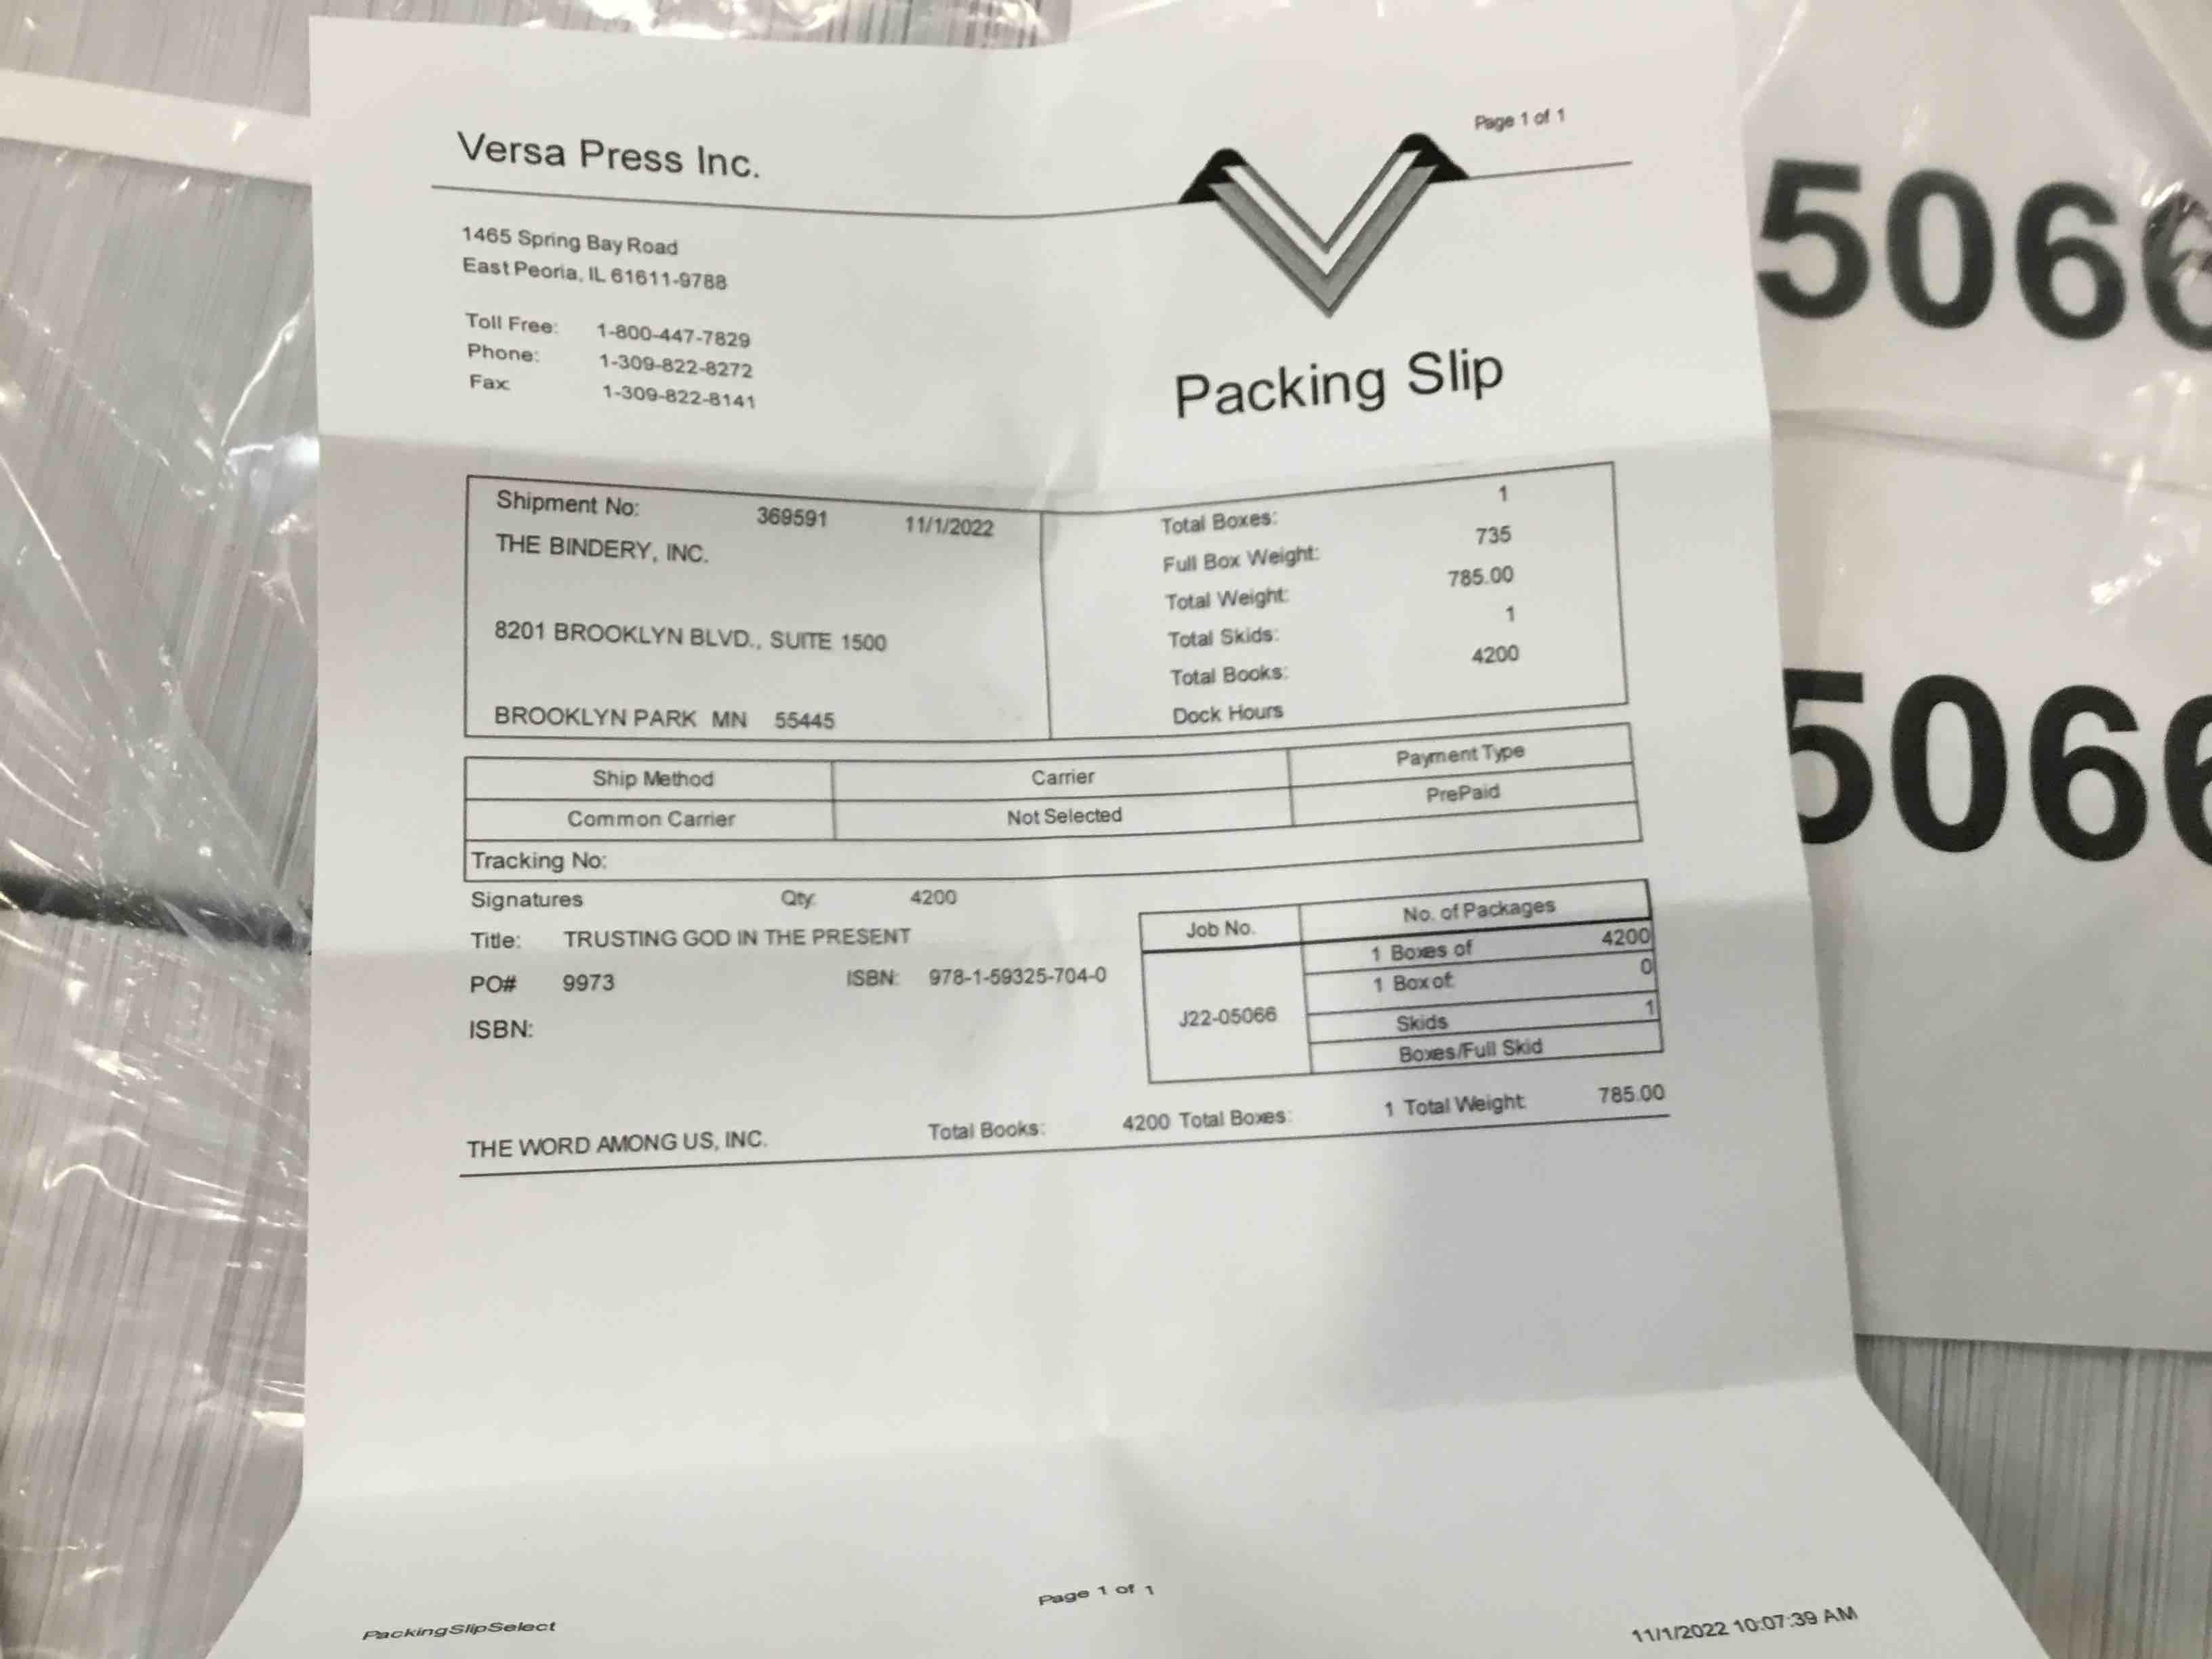 Page 1 of 1
Versa Press Inc.
1465 Spring Bay Road
East Peoria, IL 61611-9788
Toll Free: 1-800-447-7829
Phone: 1-309-822-8272
Fax: 1-309-822-8141
Packing Slip
Shipment No: 369591 11/1/2022
THE BINDERY, INC.
8201 BROOKLYN BLVD., SUITE 1500
BROOKLYN PARK MN 55445
Total Boxes: 1
Full Box Weight: 735
Total Weight: 785.00
Total Skids: 1
Total Books: 4200
Dock Hours
Ship Method Carrier Payment Type
Common Carrier Not Selected PrePaid
Tracking No:
Signatures Qty: 4200
Title: TRUSTING GOD IN THE PRESENT
PO# 9973 ISBN: 978-1-59325-704-0
ISBN:
Job No. No. of Packages
J22-05066
1 Boxes of 4200
1 Box of: 0
Skids 1
Boxes/Full Skid
THE WORD AMONG US, INC. Total Books: 4200 Total Boxes: 1 Total Weight: 785.00
PackingSlipSelect
Page 1 of 1
11/1/2022 10:07:39 AM
5066
5066